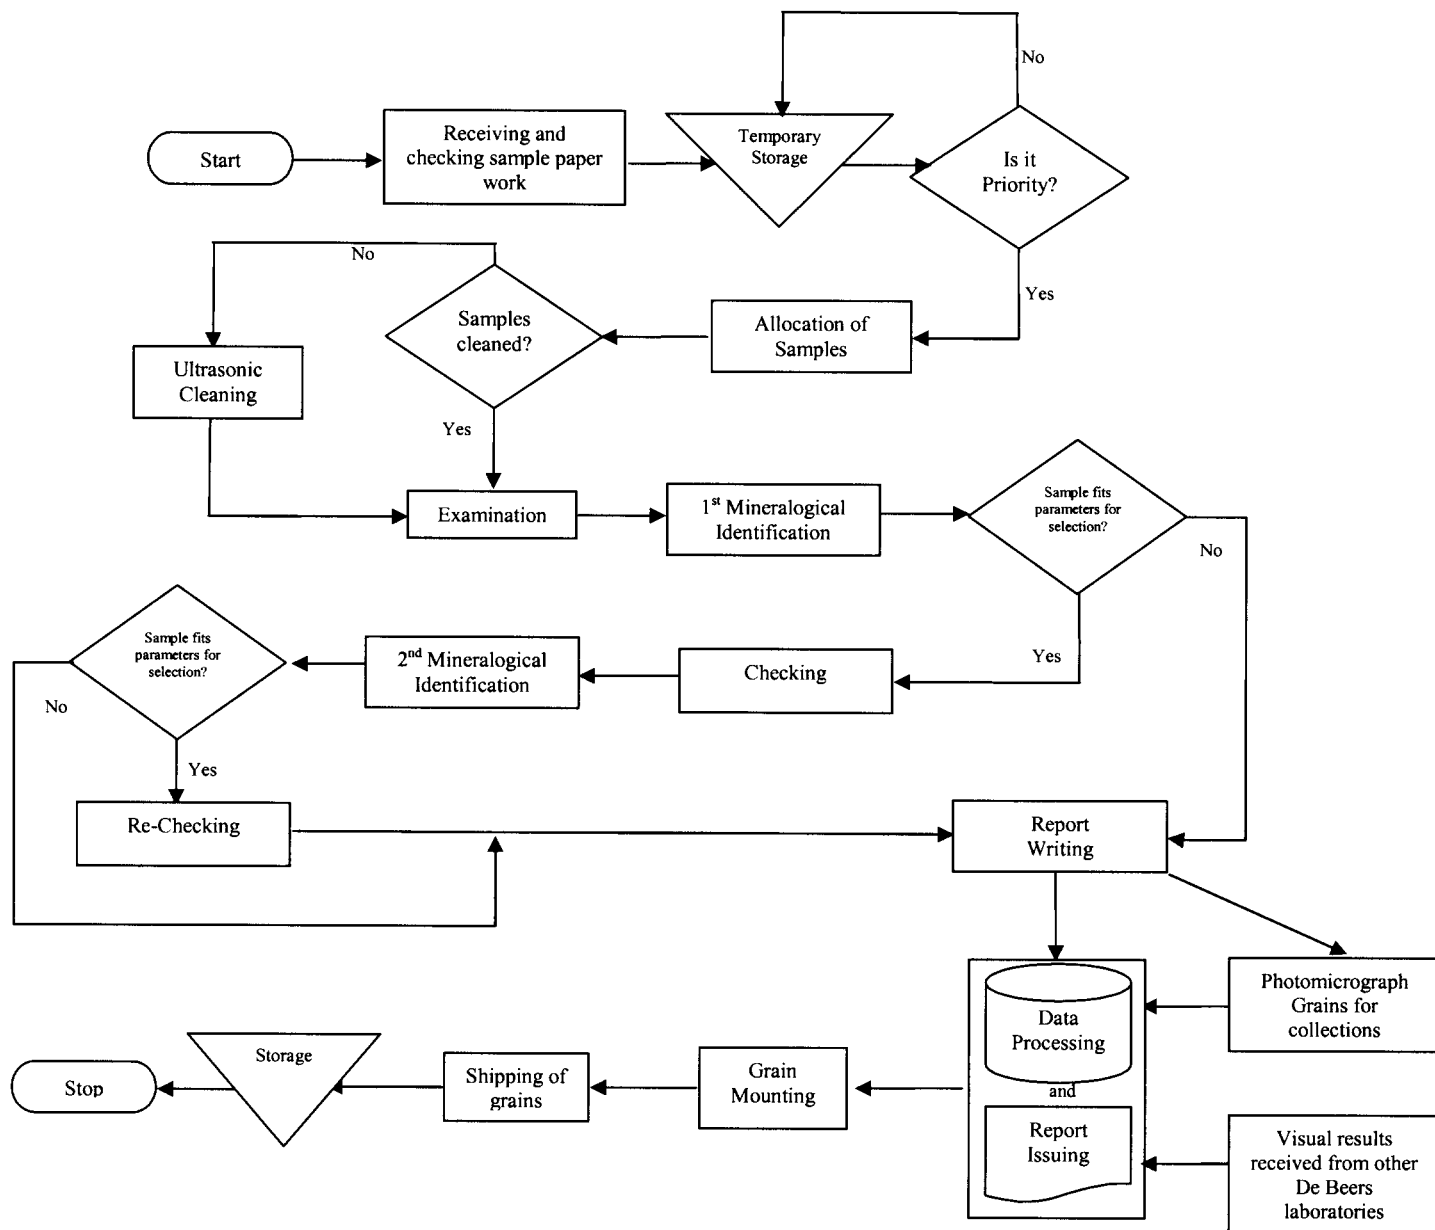 No
Start
Receiving and
checking sample paper
work
Temporary
Storage
Is it
Priority?
No
Yes
Samples
cleaned?
Allocation of
Samples
Ultrasonic
Cleaning
Yes
Examination
1st Mineralogical
Identification
Sample fits
parameters for
selection?
No
Sample fits
parameters for
selection?
2nd Mineralogical
Identification
Checking
Yes
No
Yes
Re-Checking
Report
Writing
Photomicrograph
Grains for
collections
Data
Processing
and
Report
Issuing
Stop
Storage
Shipping of
grains
Grain
Mounting
Visual results
received from other
De Beers
laboratories